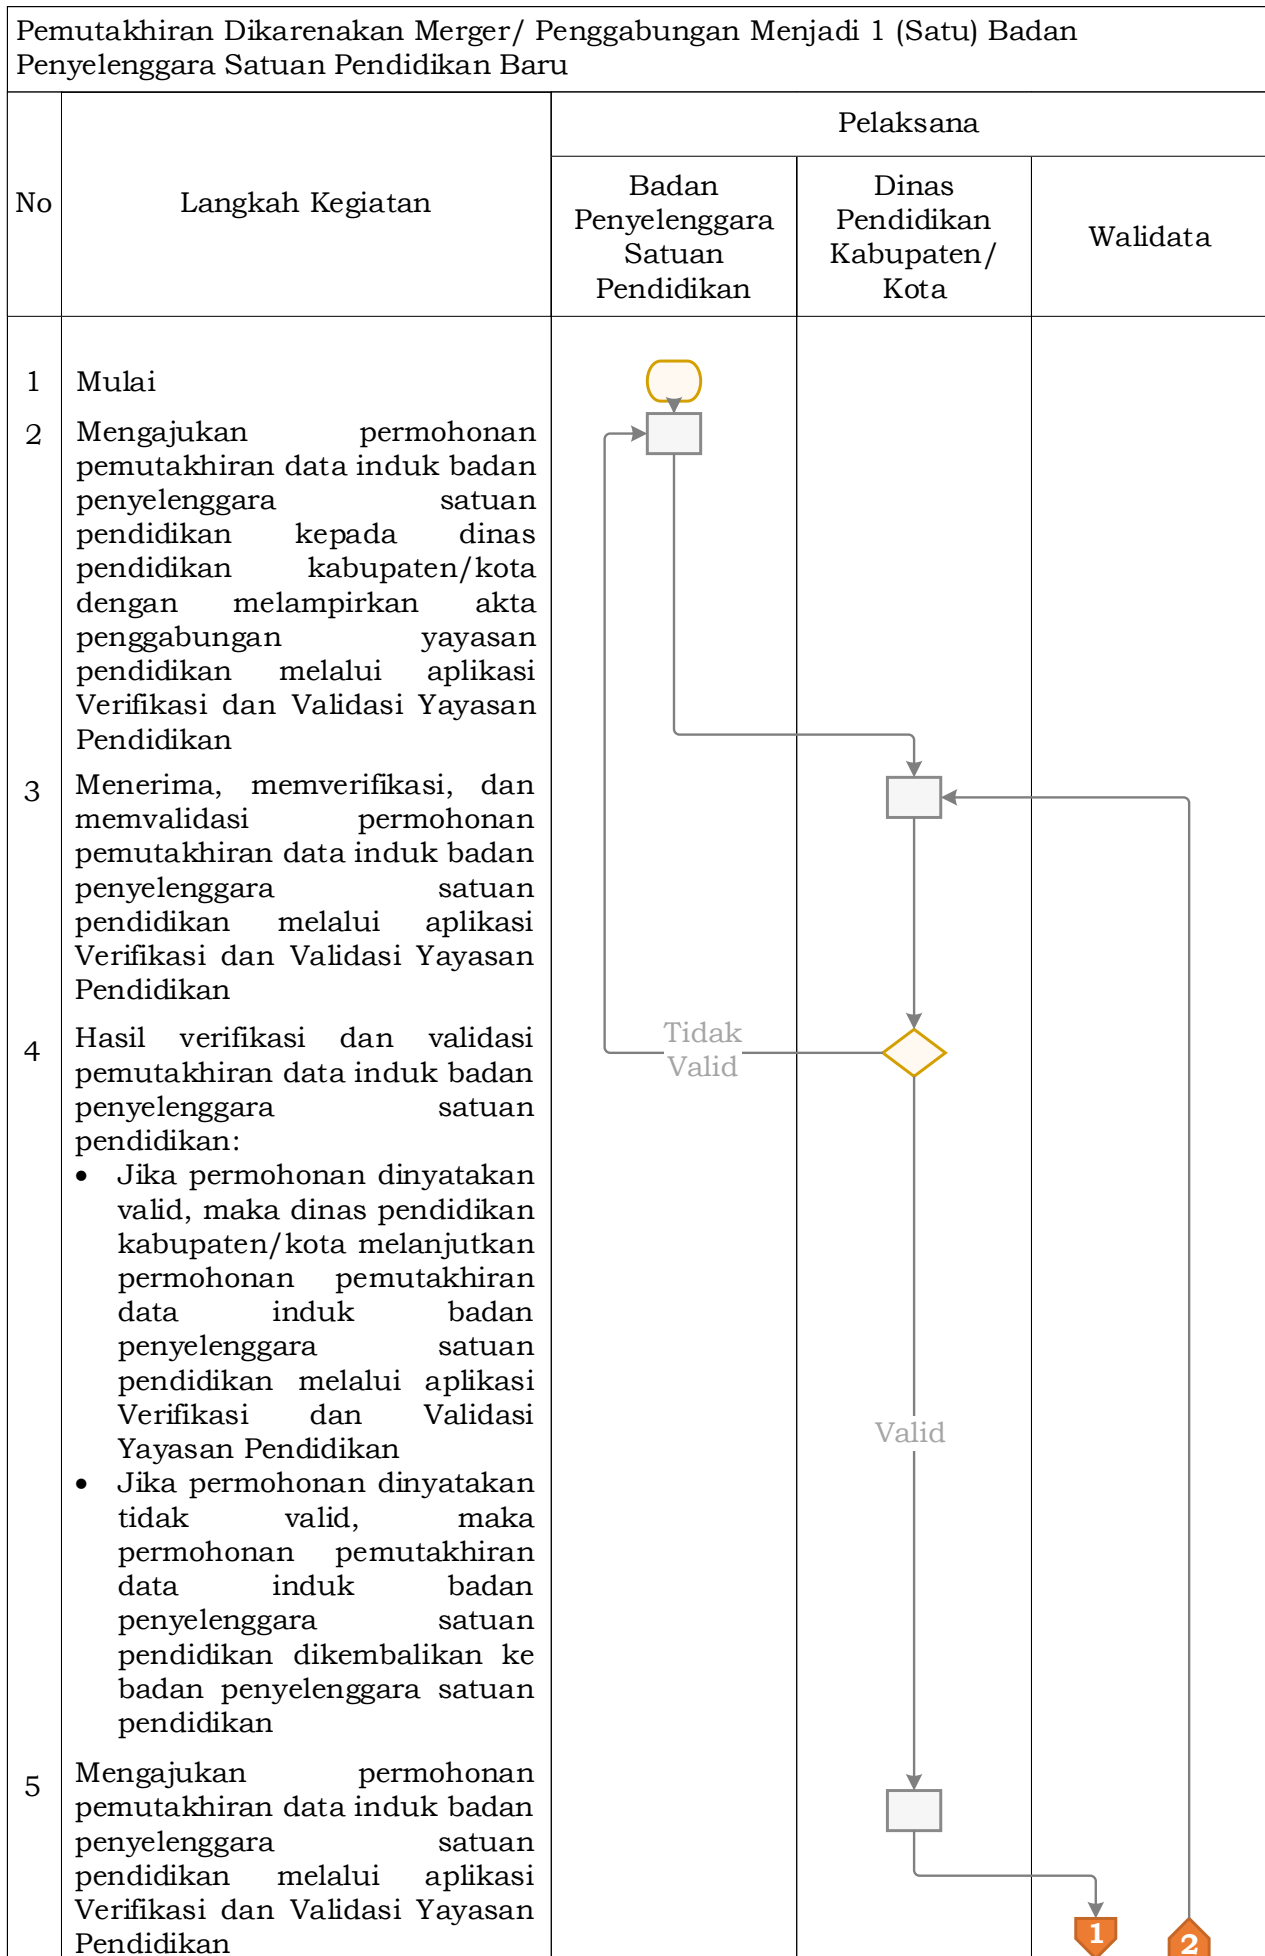 Pemutakhiran Dikarenakan Merger/ Penggabungan Menjadi 1 (Satu) Badan
Penyelenggara Satuan Pendidikan Baru
No
Langkah Kegiatan
Pelaksana
Badan
Penyelenggara
Satuan
Pendidikan
Dinas
Pendidikan
Kabupaten/
Kota
Walidata
1
Mulai
2
Mengajukan permohonan
pemutakhiran data induk badan
penyelenggara satuan
pendidikan kepada dinas
pendidikan kabupaten/kota
dengan melampirkan akta
penggabungan yayasan
pendidikan melalui aplikasi
Verifikasi dan Validasi Yayasan
Pendidikan
3
Menerima, memverifikasi, dan
memvalidasi permohonan
pemutakhiran data induk badan
penyelenggara satuan
pendidikan melalui aplikasi
Verifikasi dan Validasi Yayasan
Pendidikan
4
Hasil verifikasi dan validasi
pemutakhiran data induk badan
penyelenggara satuan
pendidikan:
• Jika permohonan dinyatakan
valid, maka dinas pendidikan
kabupaten/kota melanjutkan
permohonan pemutakhiran
data induk badan
penyelenggara satuan
pendidikan melalui aplikasi
Verifikasi dan Validasi
Yayasan Pendidikan
• Jika permohonan dinyatakan
tidak valid, maka
permohonan pemutakhiran
data induk badan
penyelenggara satuan
pendidikan dikembalikan ke
badan penyelenggara satuan
pendidikan
Tidak
Valid
Valid
5
Mengajukan permohonan
pemutakhiran data induk badan
penyelenggara satuan
pendidikan melalui aplikasi
Verifikasi dan Validasi Yayasan
Pendidikan
1
2